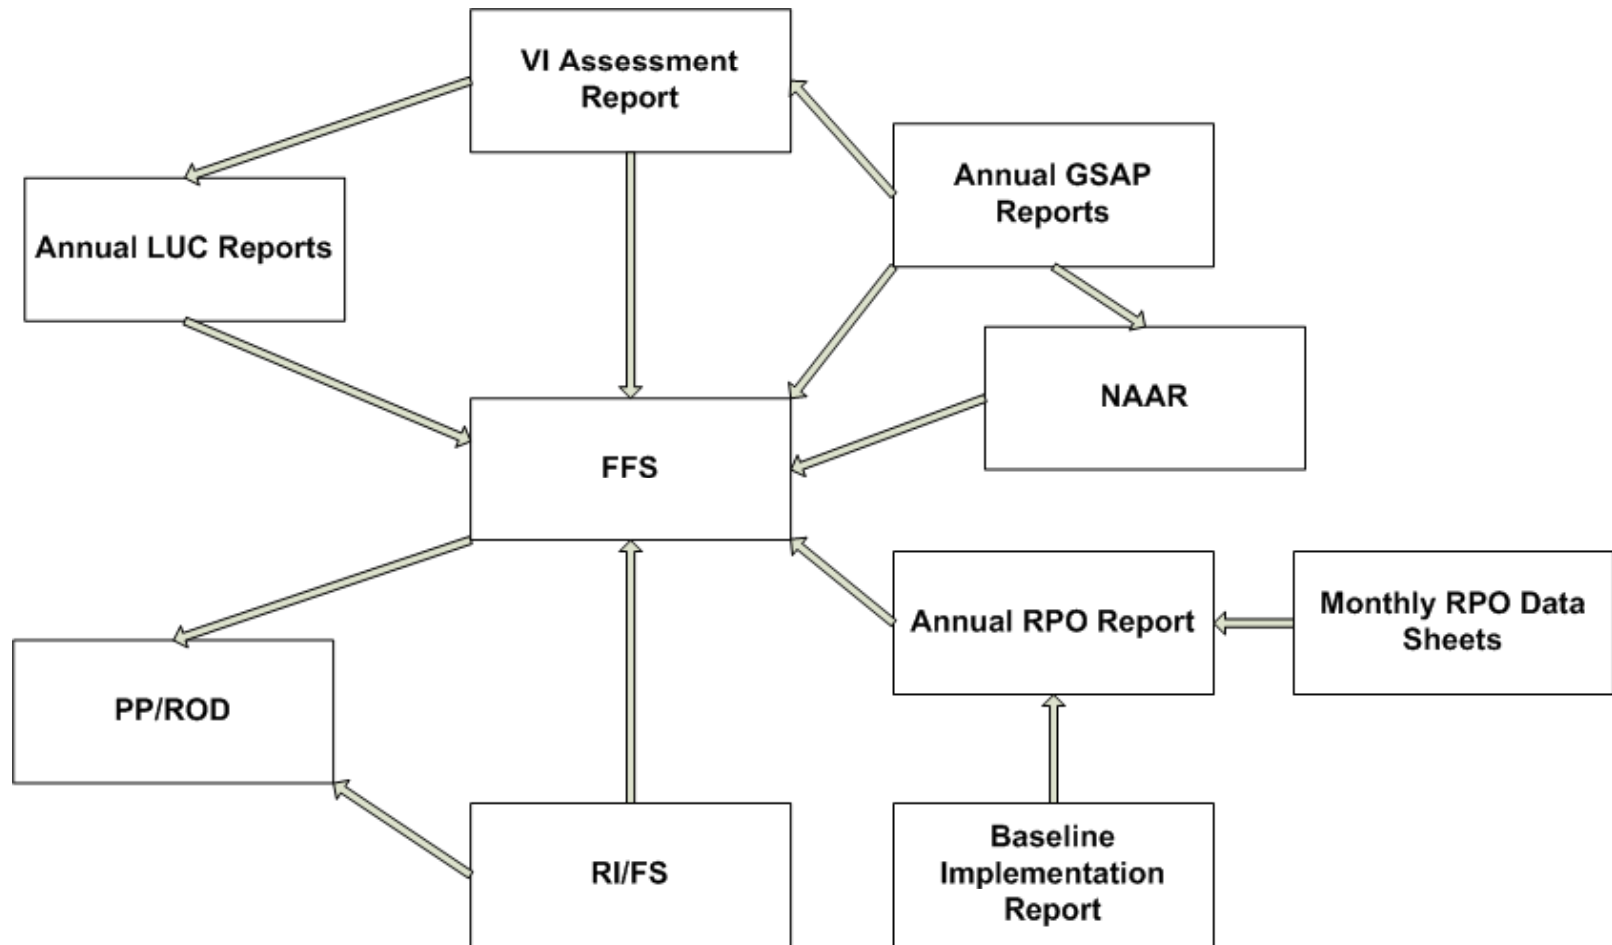 VI Assessment
Report
Annual GSAP
Reports
Annual LUC Reports
NAAR
FFS
Annual RPO Report
Monthly RPO Data
Sheets
PP/ROD
RI/FS
Baseline
Implementation
Report